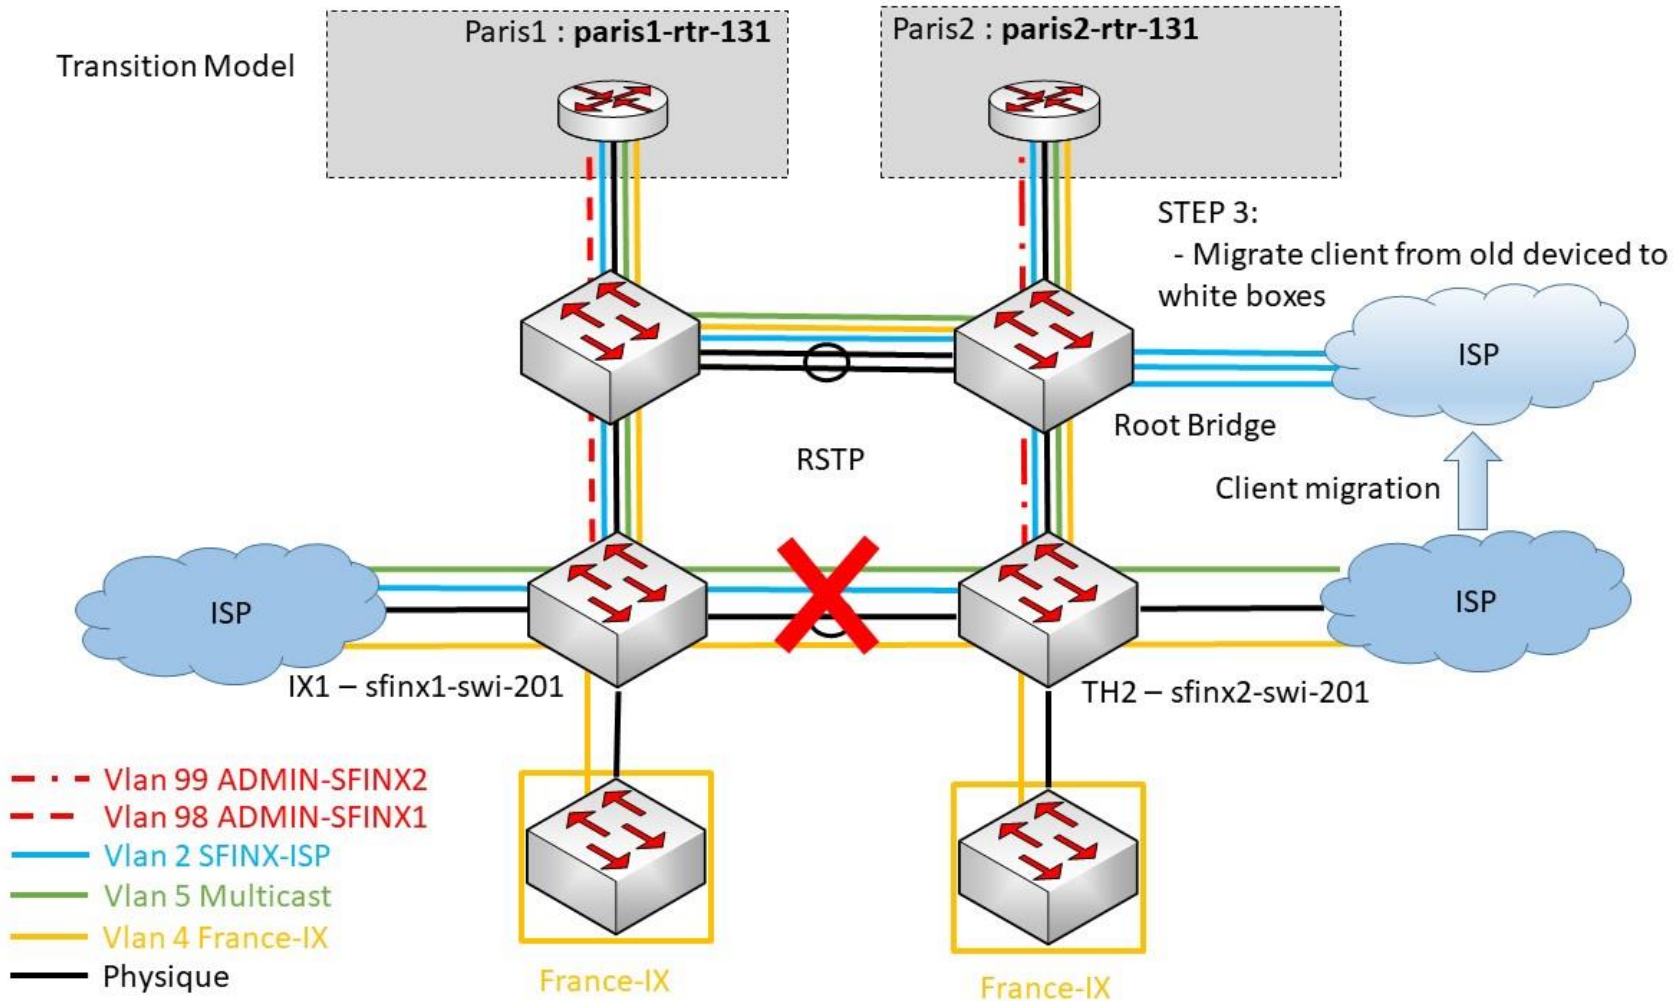 Transition Model
Paris1 : paris1-rtr-131
Paris2 : paris2-rtr-131
STEP 3:
- Migrate client from old deviced to
white boxes
ISP
Root Bridge
RSTP
Client migration
ISP
ISP
IX1 – sfinx1-swi-201
TH2 – sfinx2-swi-201
Vlan 99 ADMIN-SFINX2
Vlan 98 ADMIN-SFINX1
Vlan 2 SFINX-ISP
Vlan 5 Multicast
Vlan 4 France-IX
Physique
France-IX
France-IX